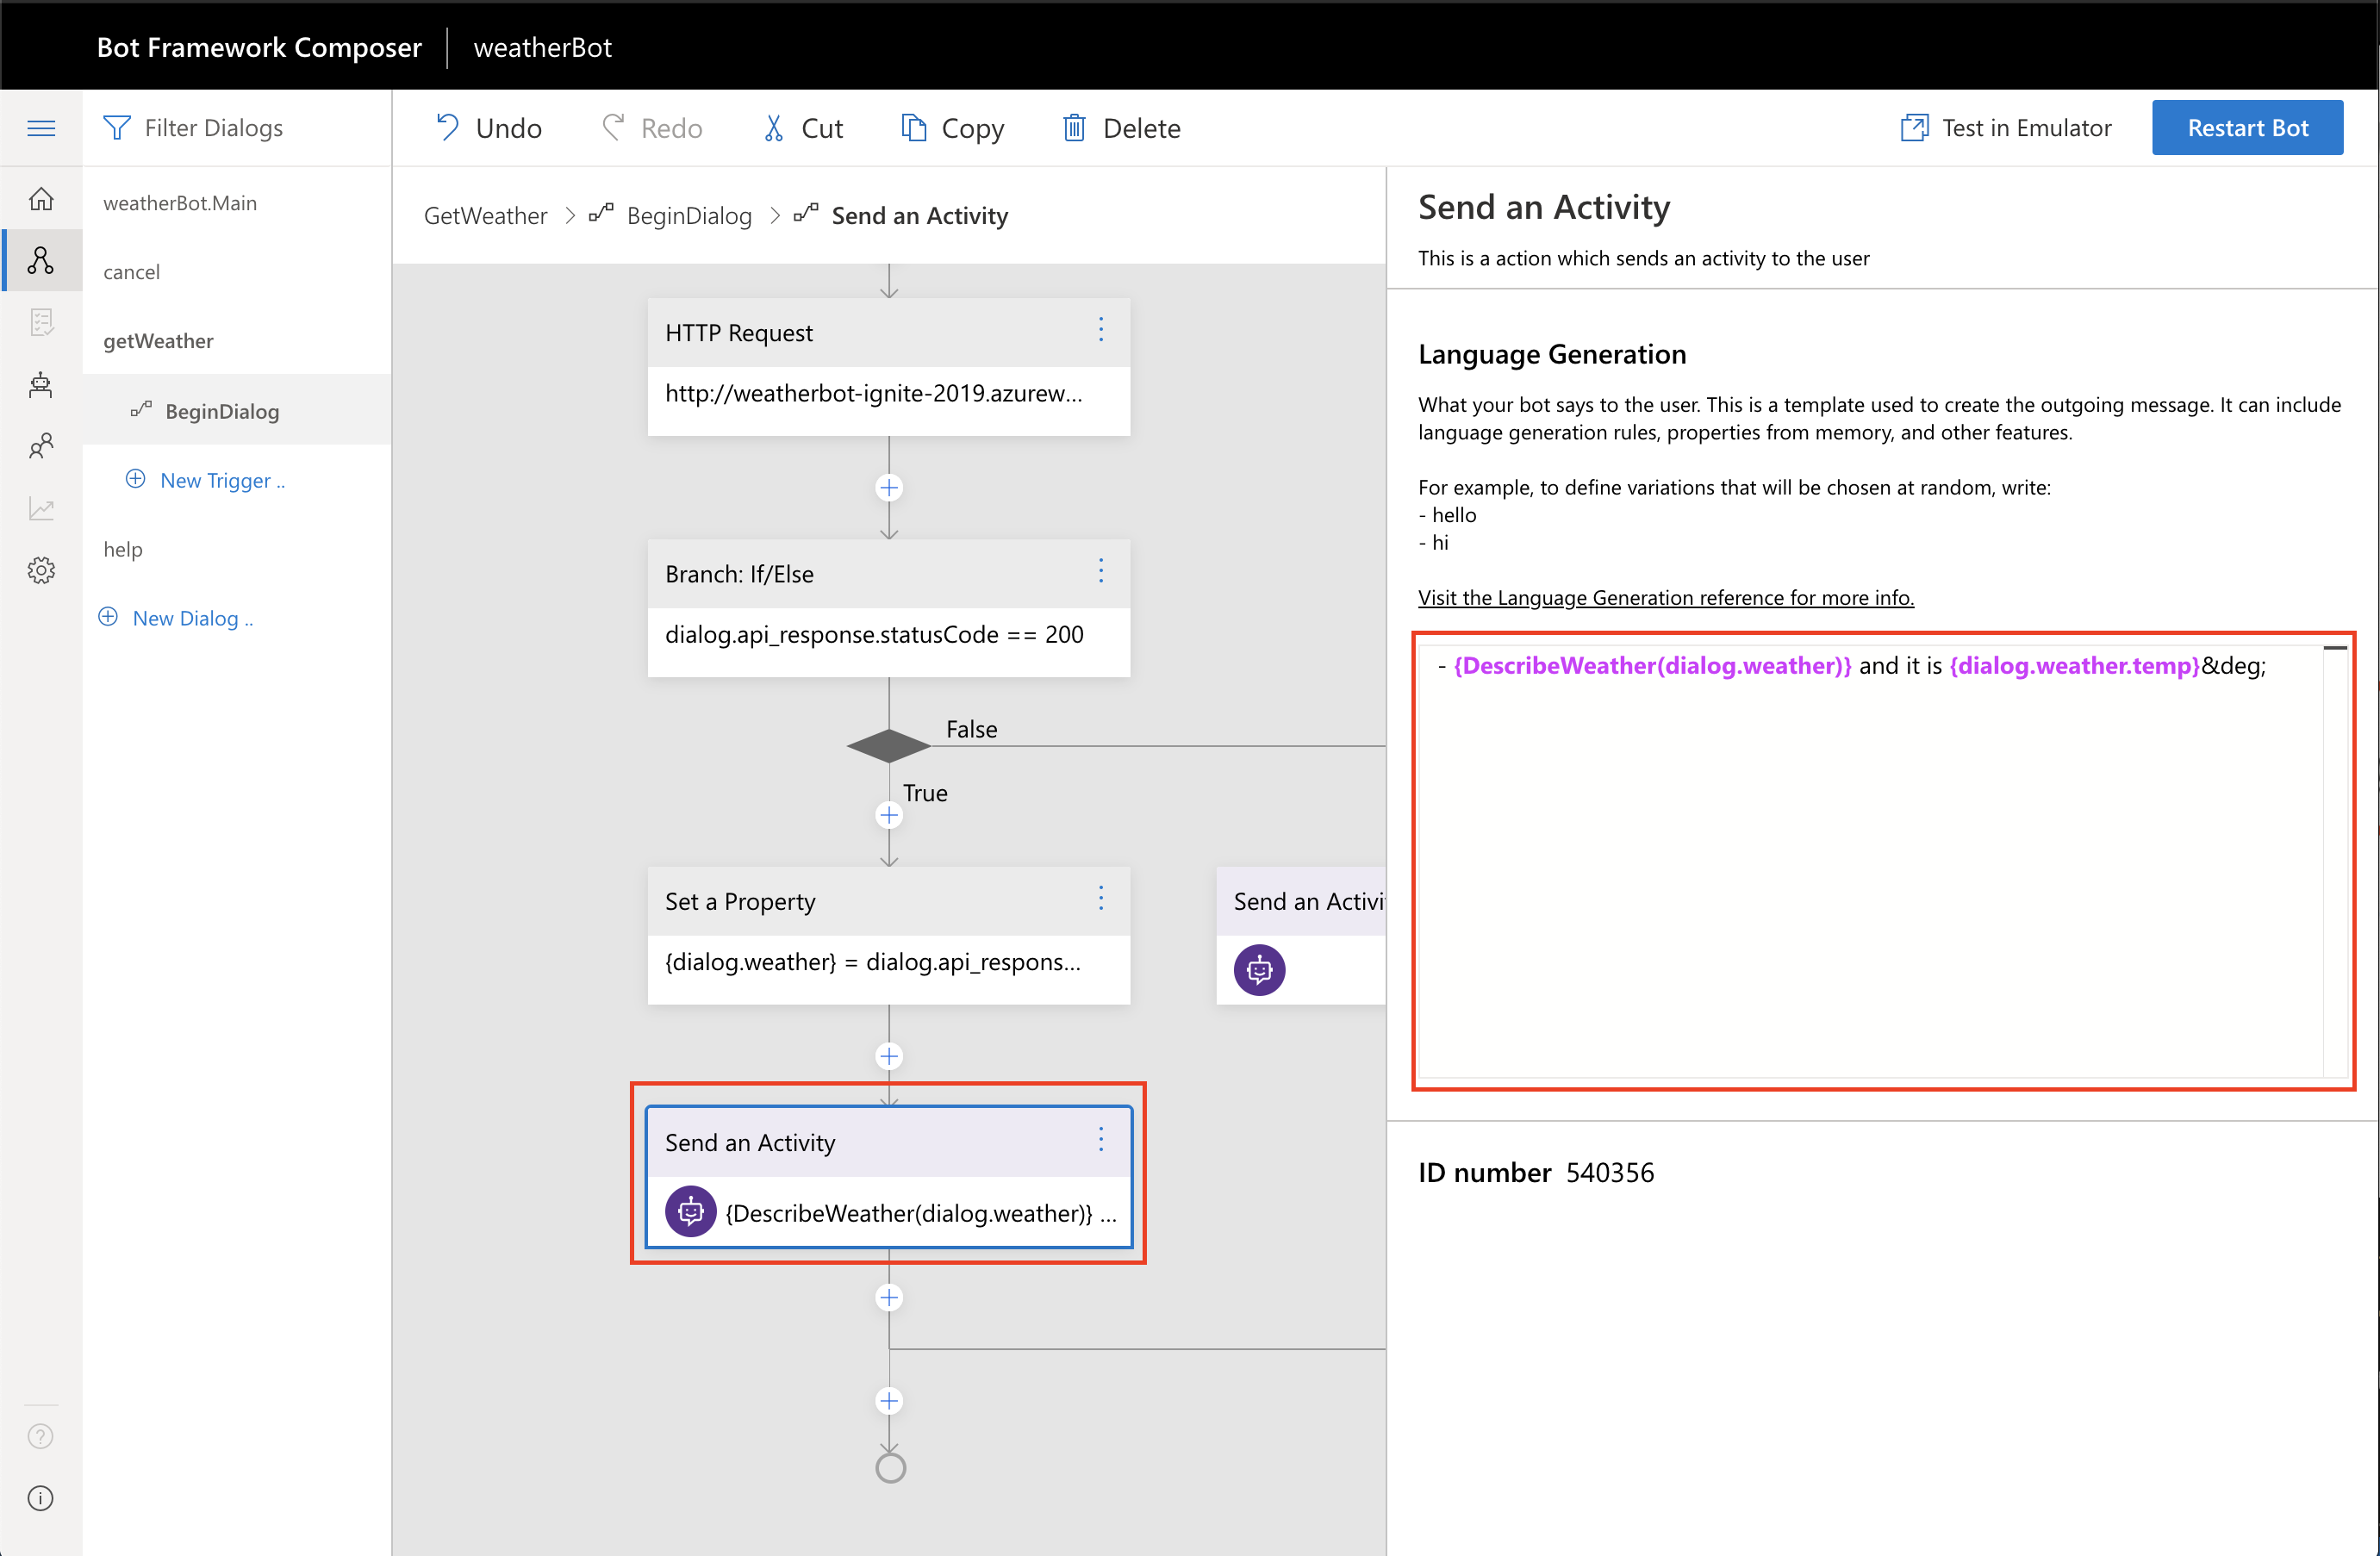 Bot Framework Composer
weatherBot
Filter Dialogs
Undo
Redo
Cut
Copy
Delete
Test in Emulator
Restart Bot
weatherBot.Main
cancel
getWeather
BeginDialog
New Trigger ..
help
New Dialog ..
GetWeather > BeginDialog > Send an Activity
HTTP Request
http://weatherbot-ignite-2019.azurew...
Branch: If/Else
dialog.api_response.statusCode == 200
False
True
Set a Property
{dialog.weather} = dialog.api_respons...
Send an Activi
Send an Activity
{DescribeWeather(dialog.weather)} ...
Send an Activity
This is a action which sends an activity to the user
Language Generation
What your bot says to the user. This is a template used to create the outgoing message. It can include
language generation rules, properties from memory, and other features.
For example, to define variations that will be chosen at random, write:
- hello
- hi
Visit the Language Generation reference for more info.
- {DescribeWeather(dialog.weather)} and it is {dialog.weather.temp}&deg;
ID number 540356